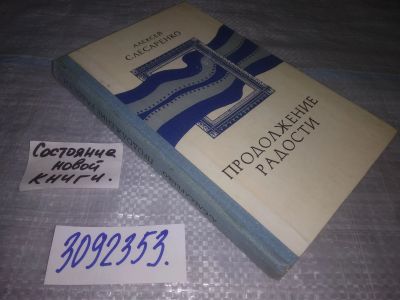 АЛЕКСЕЙ
СЛЕСАРЕНКО
ПРОДОЛЖЕНИЕ
РАДОСТИ
Состояние
новой
книги.
3092353.